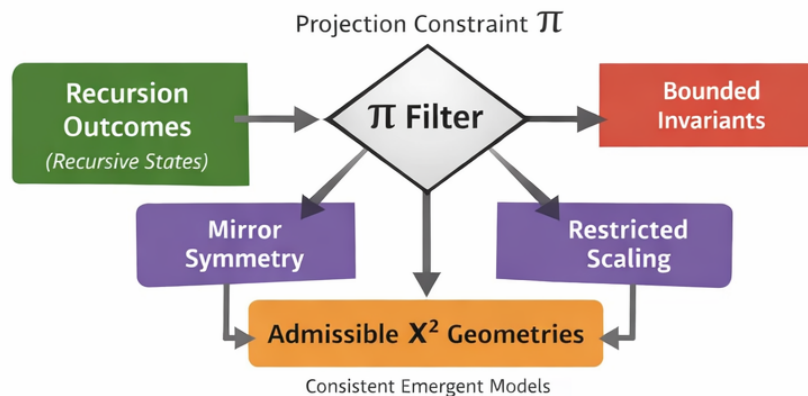 Projection Constraint π
Recursion
Outcomes
(Recursive States)
π Filter
Bounded
Invariants
Mirror
Symmetry
Restricted
Scaling
Admissible X² Geometries
Consistent Emergent Models